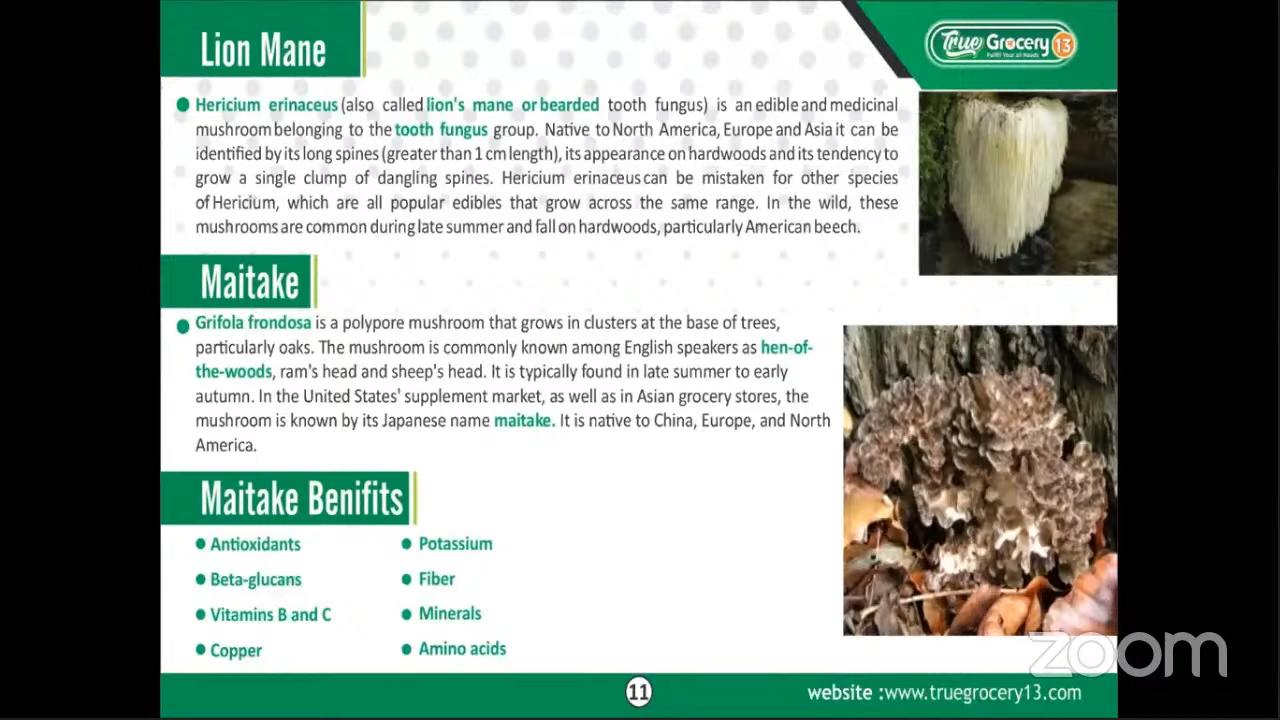 Lion Mane
True Grocery 13
Fulfill Your all Needs
Hericium erinaceus (also called lion's mane or bearded tooth fungus) is an edible and medicinal
mushroom belonging to the tooth fungus group. Native to North America, Europe and Asia it can be
identified by its long spines (greater than 1 cm length), its appearance on hardwoods and its tendency to
grow a single clump of dangling spines. Hericium erinaceus can be mistaken for other species
of Hericium, which are all popular edibles that grow across the same range. In the wild, these
mushrooms are common during late summer and fall on hardwoods, particularly American beech.
Maitake
Grifola frondosa is a polypore mushroom that grows in clusters at the base of trees,
particularly oaks. The mushroom is commonly known among English speakers as hen-of-
the-woods, ram's head and sheep's head. It is typically found in late summer to early
autumn. In the United States' supplement market, as well as in Asian grocery stores, the
mushroom is known by its Japanese name maitake. It is native to China, Europe, and North
America.
Maitake Benifits
Antioxidants
Beta-glucans
Vitamins B and C
Copper
Potassium
Fiber
Minerals
Amino acids
zoom
11
website :www.truegrocery13.com